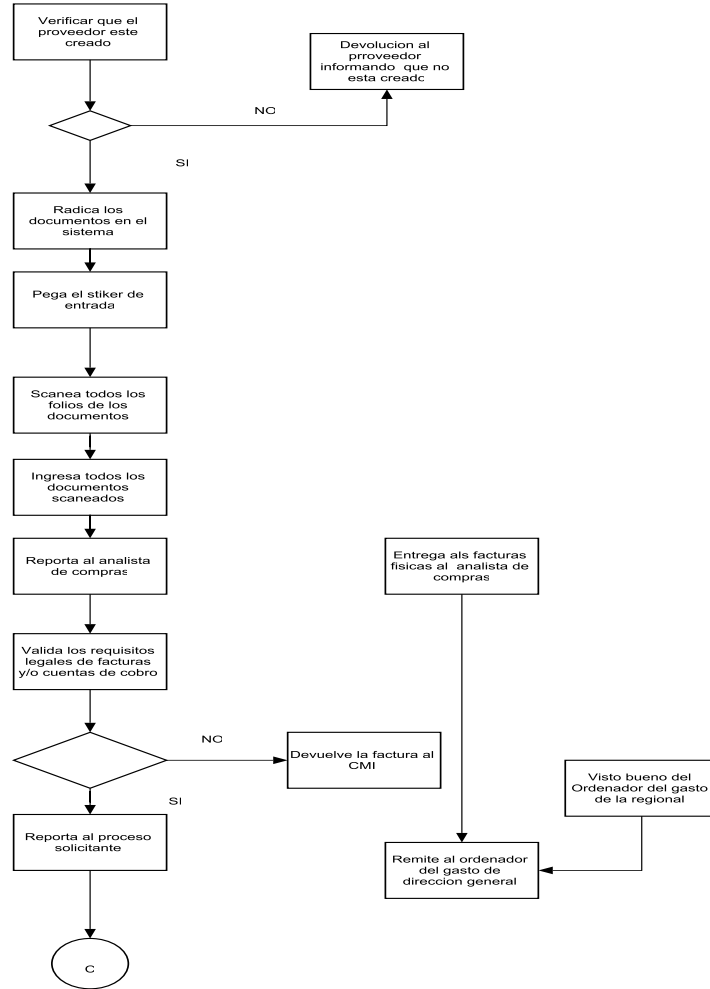 Verificar que el
proveedor este
creado
Devolucion al
prroveedor
informando que no
esta creado
NO
SI
Radica los
documentos en el
sistema
Pega el stiker de
entrada
Scanea todos los
folios de los
documentos
Ingresa todos los
documentos
scaneados
Reporta al analista
de compras
Entrega als facturas
fisicas al analista de
compras
Valida los requisitos
legales de facturas
y/o cuentas de cobro
NO
Devuelve la factura al
CMI
SI
Visto bueno del
Ordenador del gasto
de la regional
Reporta al proceso
solicitante
Remite al ordenador
del gasto de
direccion general
C